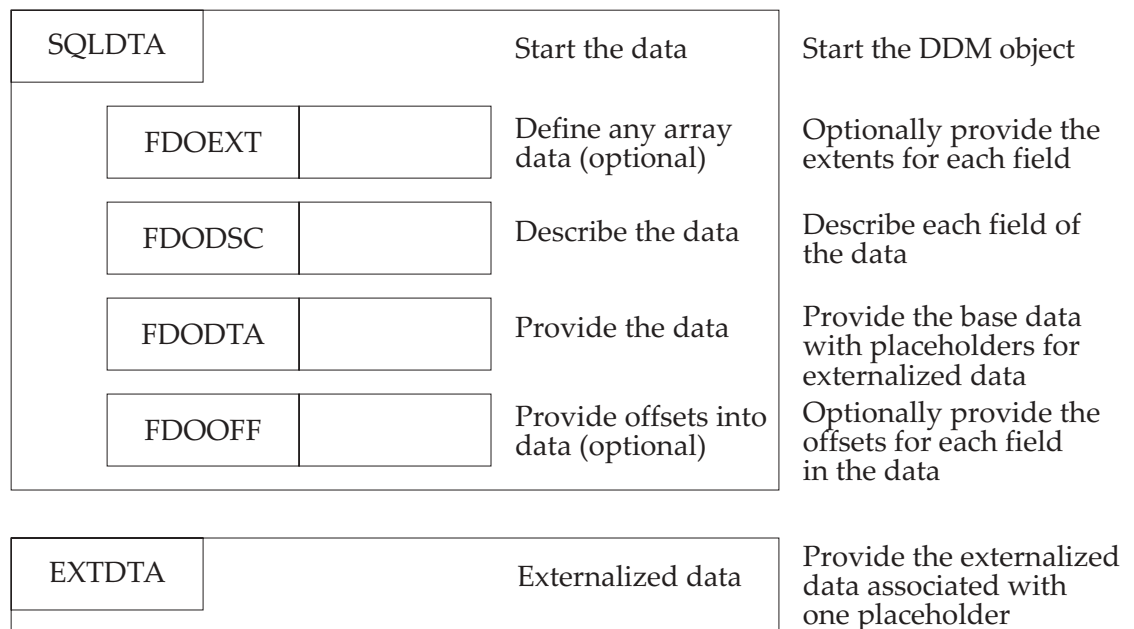 SQLDTA
Start the data
Start the DDM object
FDOEXT
Define any array
data (optional)
Optionally provide the
extents for each field
FDODSC
Describe the data
Describe each field of
the data
FDODTA
Provide the data
Provide the base data
with placeholders for
externalized data
FDOOFF
Provide offsets into
data (optional)
Optionally provide the
offsets for each field
in the data
EXTDTA
Externalized data
Provide the externalized
data associated with
one placeholder